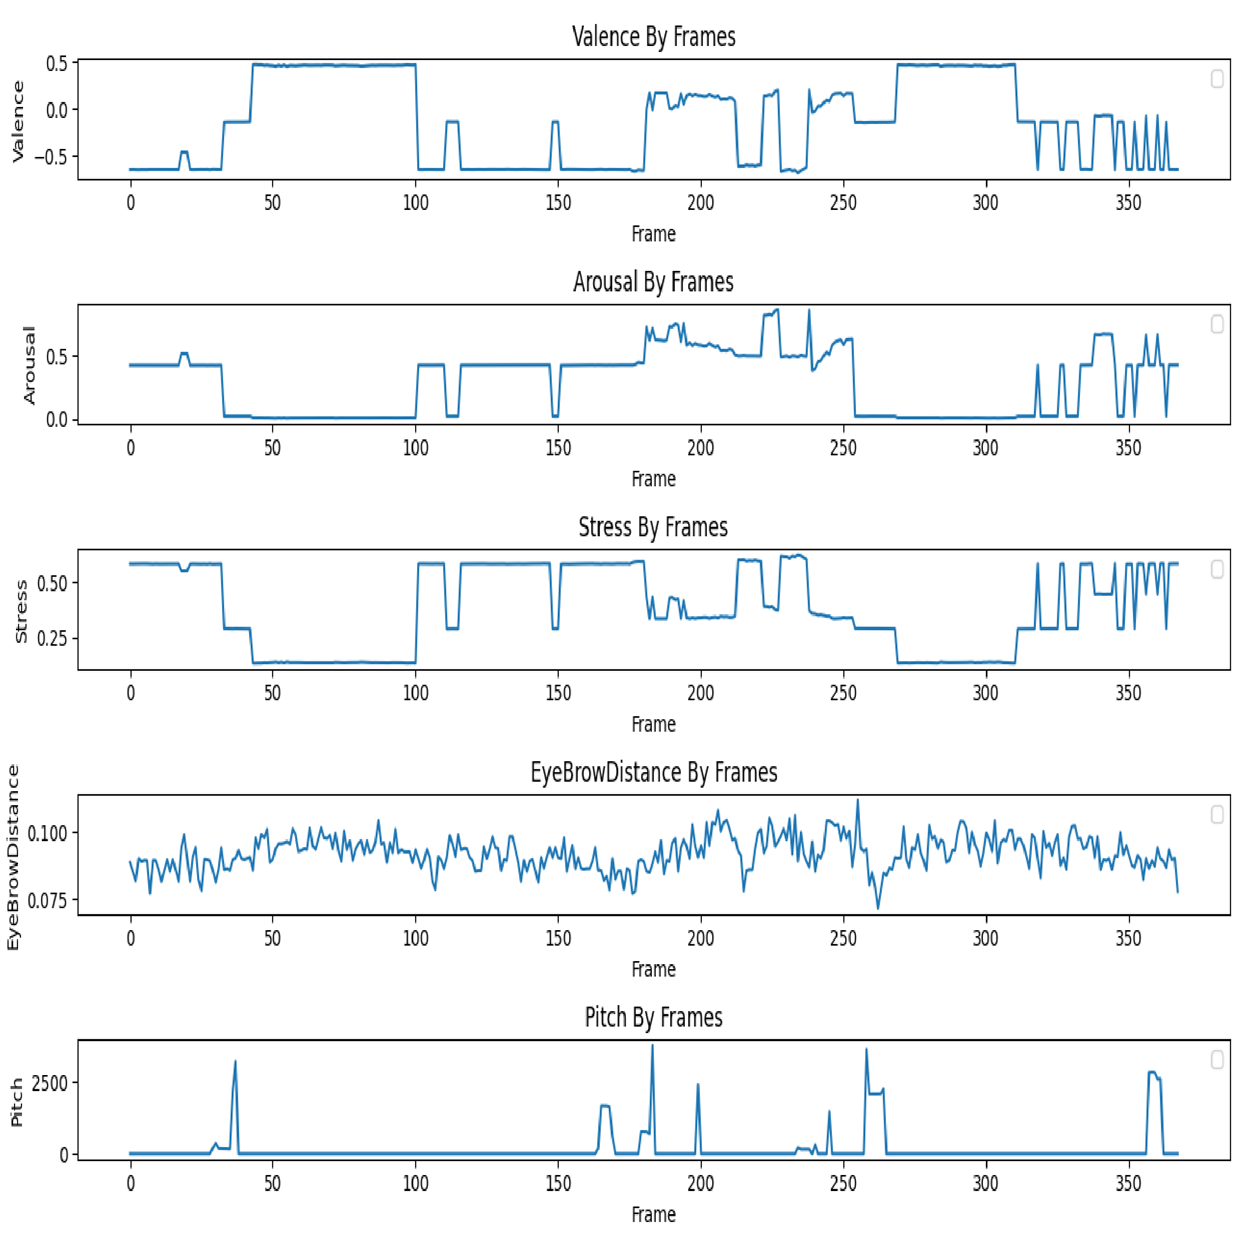 Valence By Frames
Valence
0.5
0.0
−0.5
0 50 100 150 200 250 300 350
Frame
Arousal By Frames
Arousal
0.5
0.0
0 50 100 150 200 250 300 350
Frame
Stress By Frames
Stress
0.50
0.25
0 50 100 150 200 250 300 350
Frame
EyeBrowDistance By Frames
EyeBrowDistance
0.100
0.075
0 50 100 150 200 250 300 350
Frame
Pitch By Frames
Pitch
2500
0
0 50 100 150 200 250 300 350
Frame